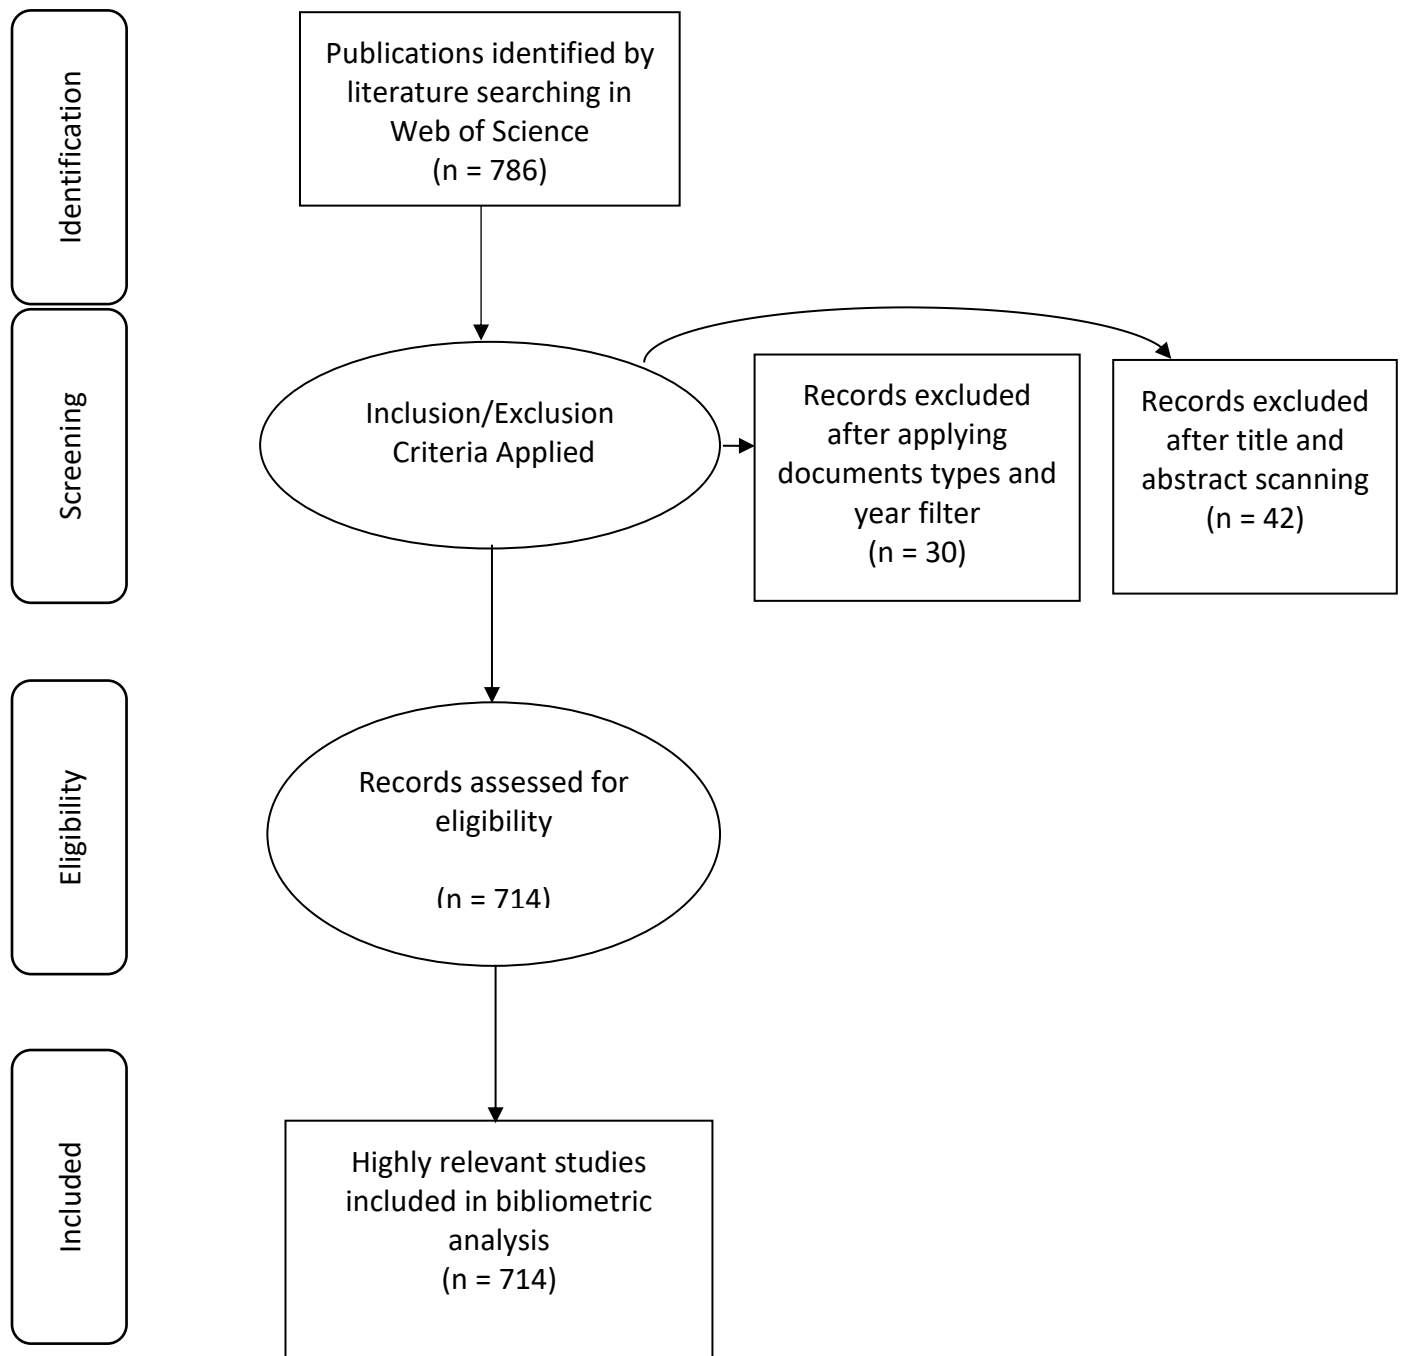 Identification
Publications identified by
literature searching in
Web of Science
(n = 786)
Screening
Inclusion/Exclusion
Criteria Applied
Records excluded
after applying
documents types and
year filter
(n = 30)
Records excluded
after title and
abstract scanning
(n = 42)
Eligibility
Records assessed for
eligibility
(n = 714)
Included
Highly relevant studies
included in bibliometric
analysis
(n = 714)